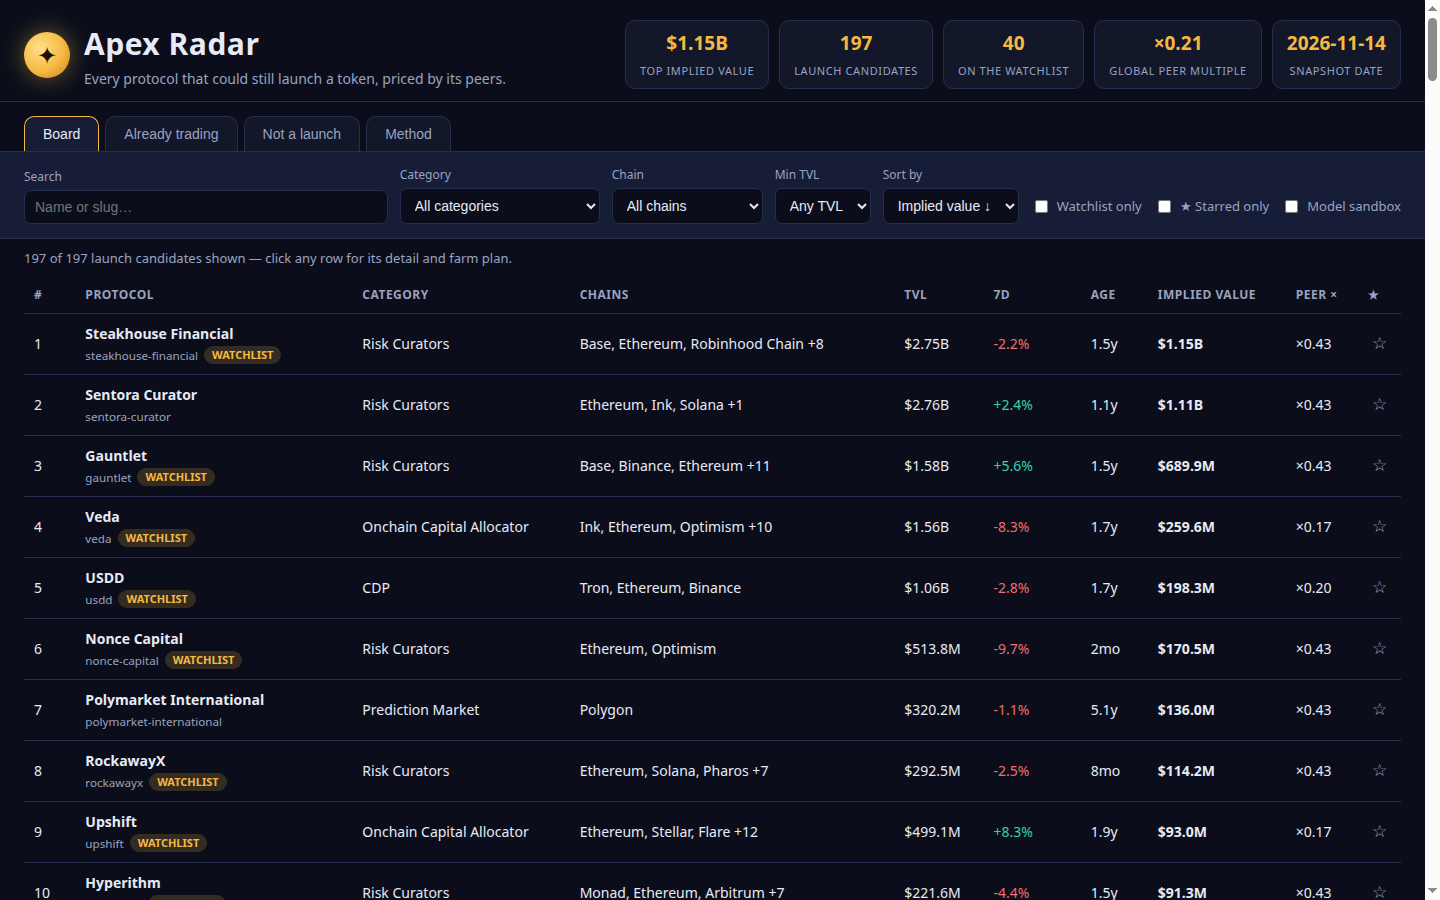 Apex Radar
Every protocol that could still launch a token, priced by its peers.
$1.15B
TOP IMPLIED VALUE
197
LAUNCH CANDIDATES
40
ON THE WATCHLIST
×0.21
GLOBAL PEER MULTIPLE
2026-11-14
SNAPSHOT DATE
Board Already trading Not a launch Method
Search Category Chain Min TVL Sort by
Name or slug… All categories All chains Any TVL Implied value ↓ Watchlist only ★ Starred only Model sandbox
197 of 197 launch candidates shown — click any row for its detail and farm plan.
# PROTOCOL CATEGORY CHAINS TVL 7D AGE IMPLIED VALUE PEER × ★
1 Steakhouse Financial Risk Curators Base, Ethereum, Robinhood Chain +8 $2.75B -2.2% 1.5y $1.15B ×0.43 ☆
steakhouse-financial WATCHLIST
2 Sentora Curator Risk Curators Ethereum, Ink, Solana +1 $2.76B +2.4% 1.1y $1.11B ×0.43 ☆
sentora-curator
3 Gauntlet Risk Curators Base, Binance, Ethereum +11 $1.58B +5.6% 1.5y $689.9M ×0.43 ☆
gauntlet WATCHLIST
4 Veda Onchain Capital Allocator Ink, Ethereum, Optimism +10 $1.56B -8.3% 1.7y $259.6M ×0.17 ☆
veda WATCHLIST
5 USDD CDP Tron, Ethereum, Binance $1.06B -2.8% 1.7y $198.3M ×0.20 ☆
usdd WATCHLIST
6 Nonce Capital Risk Curators Ethereum, Optimism $513.8M -9.7% 2mo $170.5M ×0.43 ☆
nonce-capital WATCHLIST
7 Polymarket International Prediction Market Polygon $320.2M -1.1% 5.1y $136.0M ×0.43 ☆
polymarket-international
8 RockawayX Risk Curators Ethereum, Solana, Pharos +7 $292.5M -2.5% 8mo $114.2M ×0.43 ☆
rockawayx WATCHLIST
9 Upshift Onchain Capital Allocator Ethereum, Stellar, Flare +12 $499.1M +8.3% 1.9y $93.0M ×0.17 ☆
upshift WATCHLIST
10 Hyperithm Risk Curators Monad, Ethereum, Arbitrum +7 $221.6M -4.4% 1.5y $91.3M ×0.43 ☆